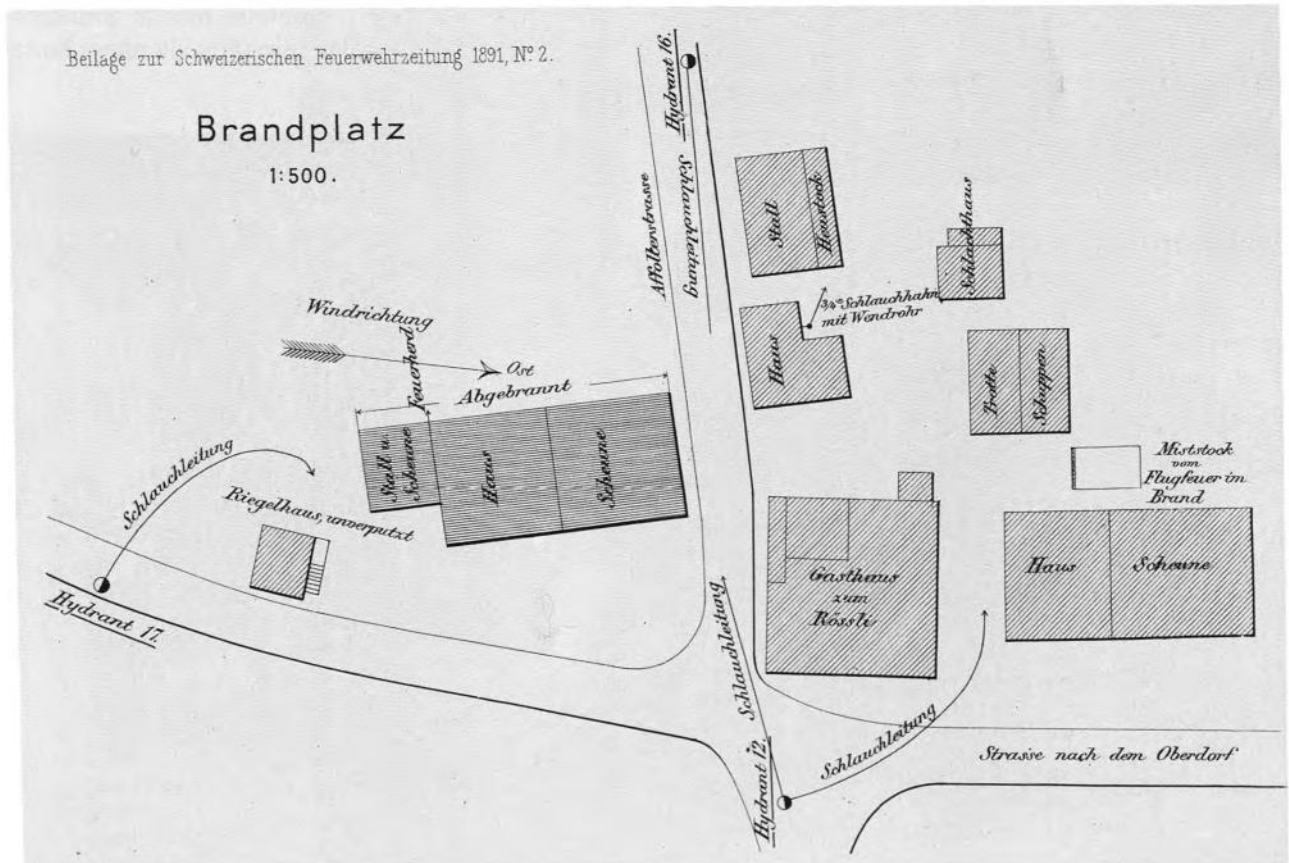 Beilage zur Schweizerischen Feuerwehrzeitung 1891, Nº 2.
Brandplatz
1:500.
Hydrant 16.
Schlauchleitung
Affolternstrasse
Stall
Heustock
Schlachthaus
¾" Schlauchhahn
mit Wendrohr
Haus
Trotte
Schuppen
Windrichtung
Ost
Feuerherd
Abgebrannt
Stall u.
Scheune
Haus
Scheune
Schlauchleitung
Riegelhaus, unverputzt
Hydrant 17.
Miststock
vom
Flugfeuer im
Brand
Gasthaus
zum
Rössli
Haus
Scheune
Schlauchleitung.
Hydrant 12.
Schlauchleitung
Strasse nach dem Oberdorf